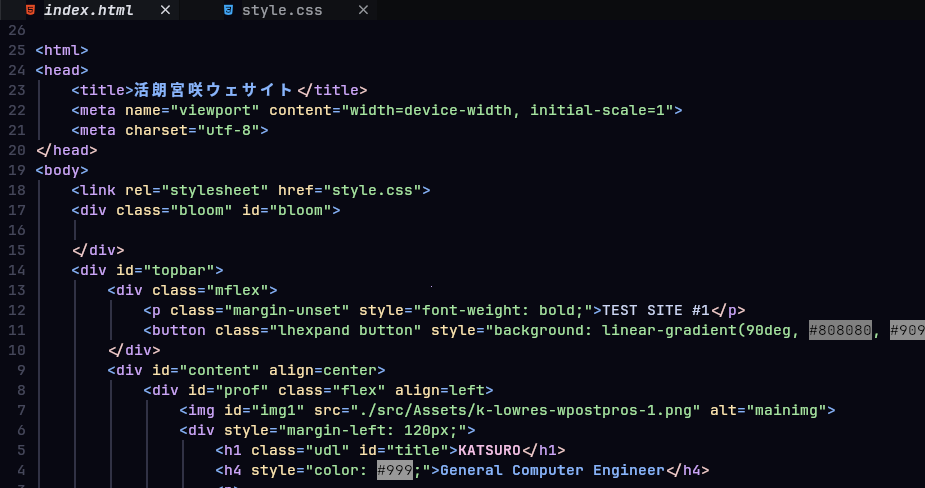 index.html × style.css ×
26
25 <html>
24 <head>
23 <title>活朗宮咲ウェサイト</title>
22 <meta name="viewport" content="width=device-width, initial-scale=1">
21 <meta charset="utf-8">
20 </head>
19 <body>
18 <link rel="stylesheet" href="style.css">
17 <div class="bloom" id="bloom">
16
15 </div>
14 <div id="topbar">
13 <div class="mflex">
12 <p class="margin-unset" style="font-weight: bold;">TEST SITE #1</p>
11 <button class="lhexpand button" style="background: linear-gradient(90deg, #808080, #909
10 </div>
9 <div id="content" align=center>
8 <div id="prof" class="flex" align=left>
7 <img id="img1" src="./src/Assets/k-lowres-wpostpros-1.png" alt="mainimg">
6 <div style="margin-left: 120px;">
5 <h1 class="udl" id="title">KATSURO</h1>
4 <h4 style="color: #999;">General Computer Engineer</h4>